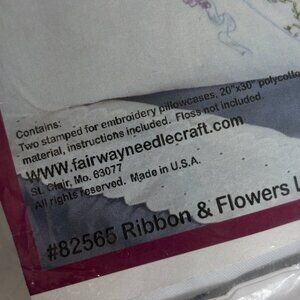 Contains:
Two stamped for embroidery pillowcases, 20"x30" polycotton
material, instructions included. Floss not included.
www.fairwayneedlecraft.com
St. Clair, Mo. 63077
All rights reserved. Made in U.S.A.
#82565 Ribbon & Flowers L